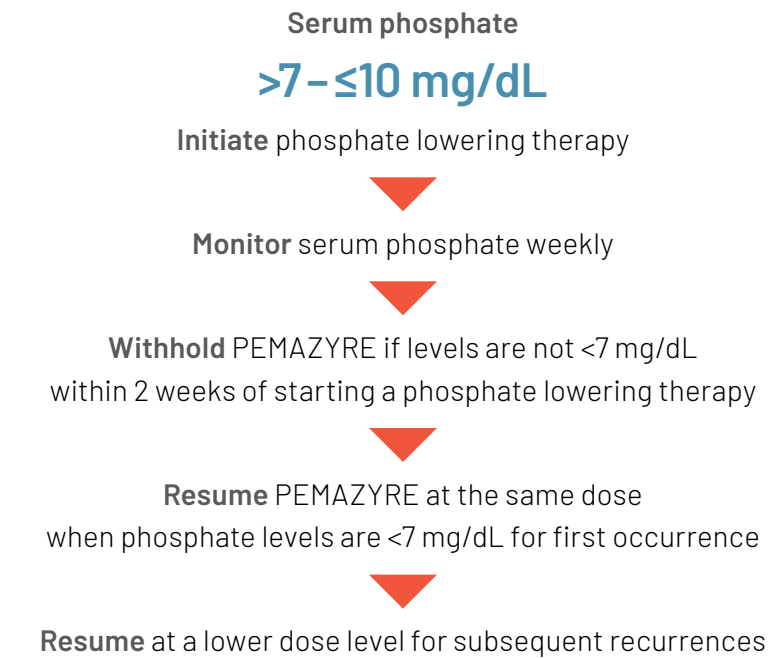 Serum phosphate
>7–≤10 mg/dL
Initiate phosphate lowering therapy
Monitor serum phosphate weekly
Withhold PEMAZYRE if levels are not <7 mg/dL
within 2 weeks of starting a phosphate lowering therapy
Resume PEMAZYRE at the same dose
when phosphate levels are <7 mg/dL for first occurrence
Resume at a lower dose level for subsequent recurrences